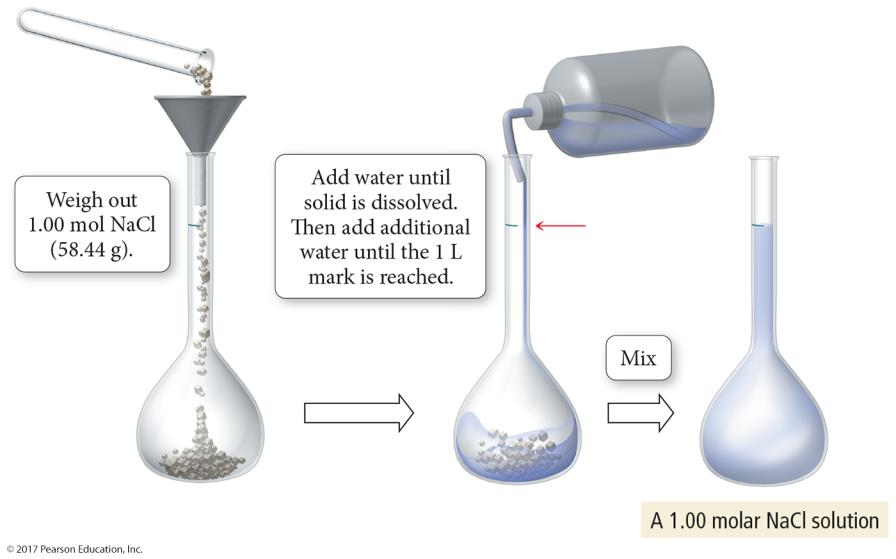 Weigh out
1.00 mol NaCl
(58.44 g).
Add water until
solid is dissolved.
Then add additional
water until the 1 L
mark is reached.
Mix
A 1.00 molar NaCl solution
© 2017 Pearson Education, Inc.